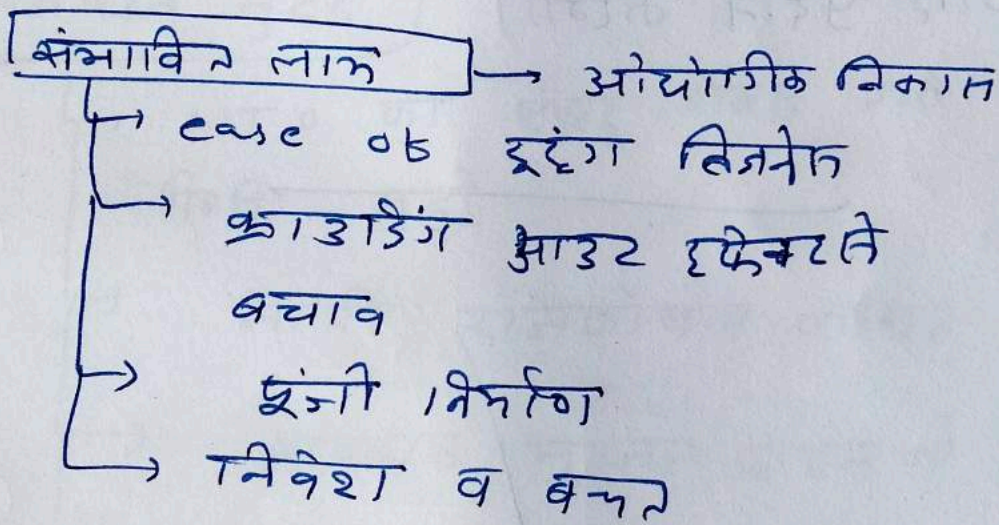 संभावित लाभ → औद्योगिक विकास
→ ease of डूइंग बिजनेस
→ क्राउडिंग आउट इफेक्ट से
बचाव
→ पूंजी निर्माण
→ निवेश व बचत